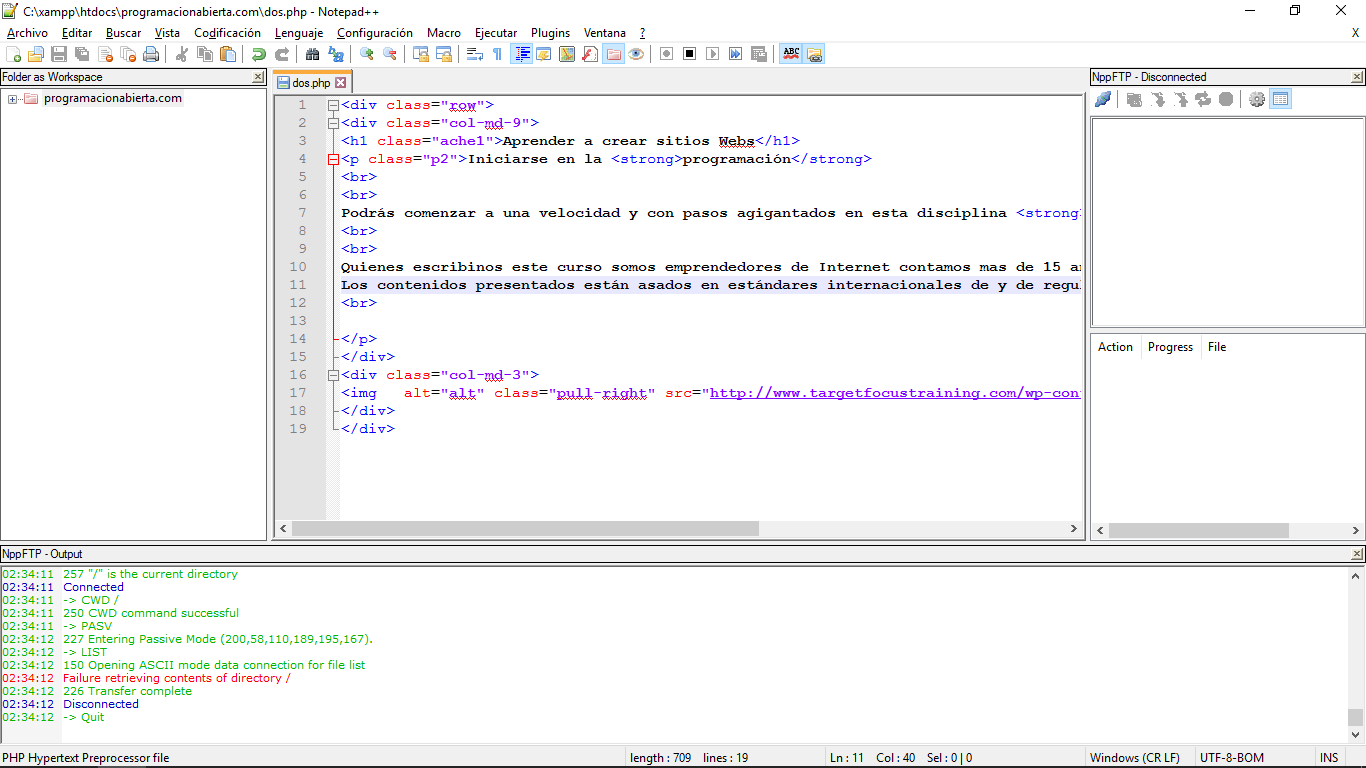 C:\xampp\htdocs\programacionabierta.com\dos.php - Notepad++
Archivo Editar Buscar Vista Codificación Lenguaje Configuración Macro Ejecutar Plugins Ventana ? X
Folder as Workspace
programacionabierta.com
dos.php
1 <div class="row">
2 <div class="col-md-9">
3 <h1 class="ache1">Aprender a crear sitios Webs</h1>
4 <p class="p2">Iniciarse en la <strong>programación</strong>
5 <br>
6 <br>
7 Podrás comenzar a una velocidad y con pasos agigantados en esta disciplina <strong
8 <br>
9 <br>
10 Quienes escribinos este curso somos emprendedores de Internet contamos mas de 15 a
11 Los contenidos presentados están asados en estándares internacionales de y de regu
12 <br>
13
14 </p>
15 </div>
16 <div class="col-md-3">
17 <img   alt="alt" class="pull-right" src="http://www.targetfocustraining.com/wp-con
18 </div>
19 </div>
NppFTP - Disconnected
Action Progress File
NppFTP - Output
02:34:11 257 "/" is the current directory
02:34:11 Connected
02:34:11 -> CWD /
02:34:11 250 CWD command successful
02:34:11 -> PASV
02:34:12 227 Entering Passive Mode (200,58,110,189,195,167).
02:34:12 -> LIST
02:34:12 150 Opening ASCII mode data connection for file list
02:34:12 Failure retrieving contents of directory /
02:34:12 226 Transfer complete
02:34:12 Disconnected
02:34:12 -> Quit
PHP Hypertext Preprocessor file length : 709 lines : 19 Ln : 11 Col : 40 Sel : 0 | 0 Windows (CR LF) UTF-8-BOM INS